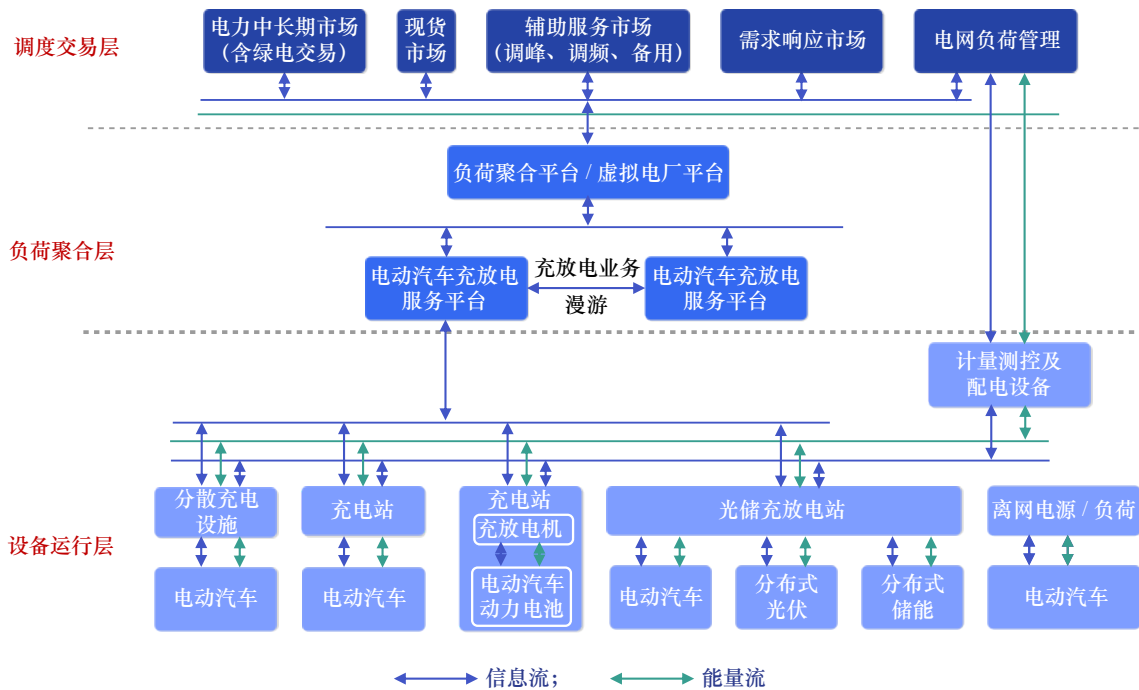 调度交易层
电力中长期市场
（含绿电交易）
现货
市场
辅助服务市场
（调峰、调频、备用）
需求响应市场
电网负荷管理
负荷聚合平台 / 虚拟电厂平台
负荷聚合层
电动汽车充放电
服务平台
充放电业务
漫游
电动汽车充放电
服务平台
计量测控及
配电设备
设备运行层
分散充电
设施
充电站
充电站
充放电机
光储充放电站
离网电源 / 负荷
电动汽车
电动汽车
电动汽车
动力电池
电动汽车
分布式
光伏
分布式
储能
电动汽车
信息流；
能量流